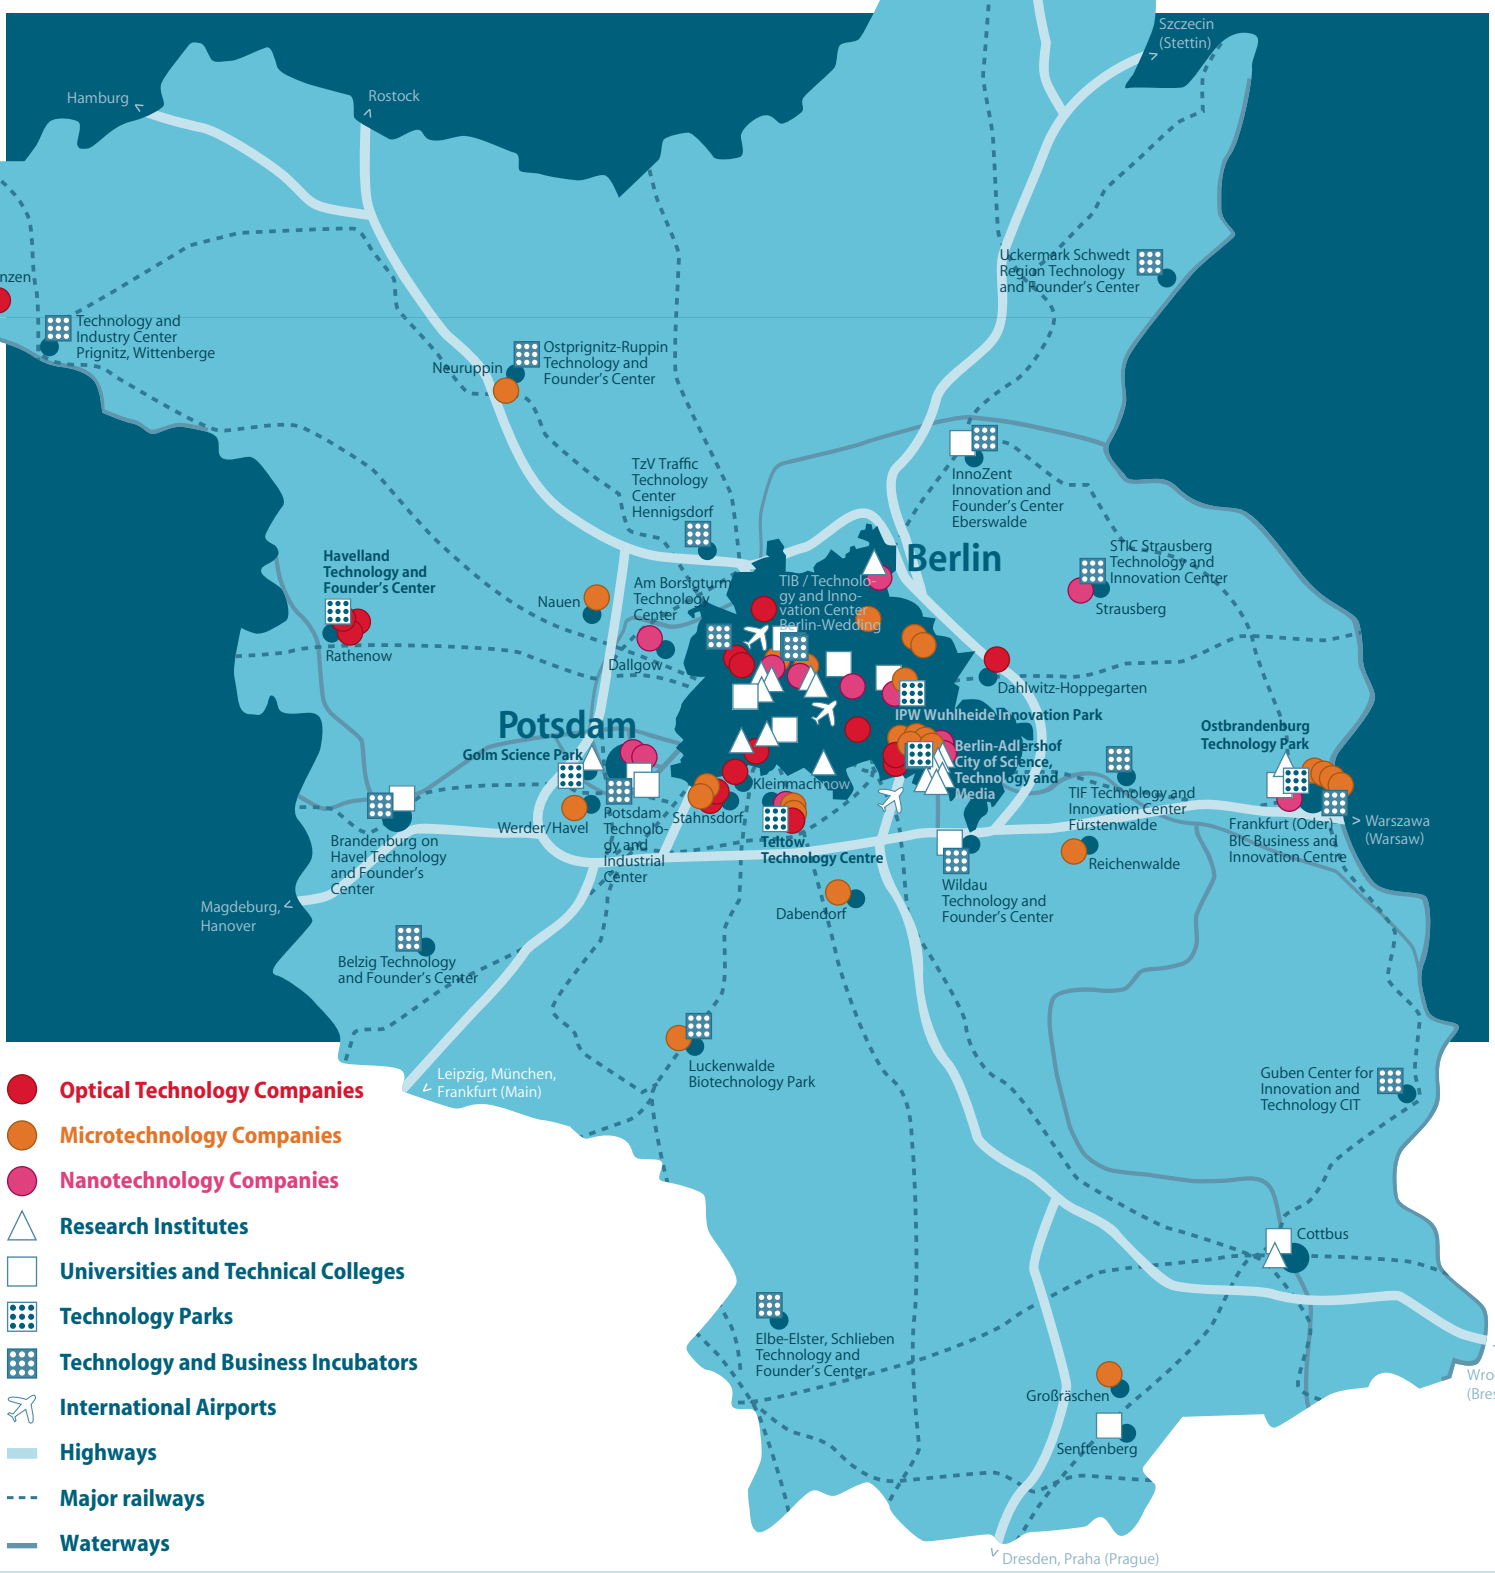 Szczecin
(Stettin)
Hamburg
Rostock
Uckermark Schwedt
Region Technology
and Founder's Center
nzen
Technology and
Industry Center
Prignitz, Wittenberge
Neuruppin
Ostprignitz-Ruppin
Technology and
Founder's Center
TzV Traffic
Technology
Center
Hennigsdorf
InnoZent
Innovation and
Founder's Center
Eberswalde
Havelland
Technology and
Founder's Center
Rathenow
Nauen
Am Borsigturm
Technology
Center
Dallgow
TIB / Technolo-
gy and Inno-
vation Center
Berlin-Wedding
Berlin
STIC Strausberg
Technology and
Innovation Center
Strausberg
Dahlwitz-Hoppegarten
IPW Wuhlheide Innovation Park
Potsdam
Golm Science Park
Berlin-Adlershof
City of Science,
Technology and
Media
Ostbrandenburg
Technology Park
Kleinmachnow
Stahnsdorf
Werder/Havel
Potsdam
Technolo-
gy and
Industrial
Center
Teltow
Technology Centre
Brandenburg on
Havel Technology
and Founder's
Center
TIF Technology and
Innovation Center
Fürstenwalde
Reichenwalde
Frankfurt (Oder)
BIC Business and
Innovation Centre
Warszawa
(Warsaw)
Magdeburg,
Hanover
Wildau
Technology and
Founder's Center
Dabendorf
Belzig Technology
and Founder's Center
Luckenwalde
Biotechnology Park
Leipzig, München,
Frankfurt (Main)
Guben Center for
Innovation and
Technology CIT
Cottbus
Elbe-Elster, Schlieben
Technology and
Founder's Center
Großräschen
Senftenberg
Wro
(Bres
Dresden, Praha (Prague)
Optical Technology Companies
Microtechnology Companies
Nanotechnology Companies
Research Institutes
Universities and Technical Colleges
Technology Parks
Technology and Business Incubators
International Airports
Highways
Major railways
Waterways